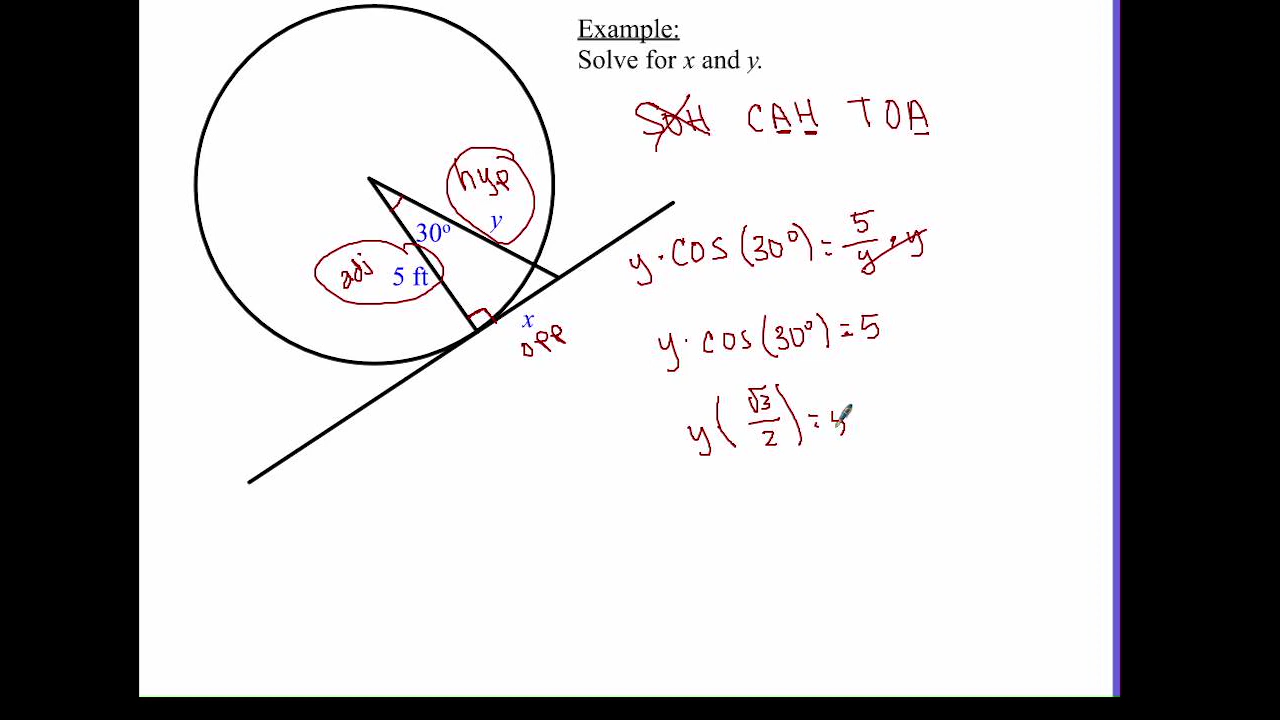 Example:
Solve for x and y.
SOH CAH TOA
hyp
y
30°
adj
5 ft
x
opp
y · cos(30°) = 5/y · y
y · cos(30°) = 5
y(√3/2) =